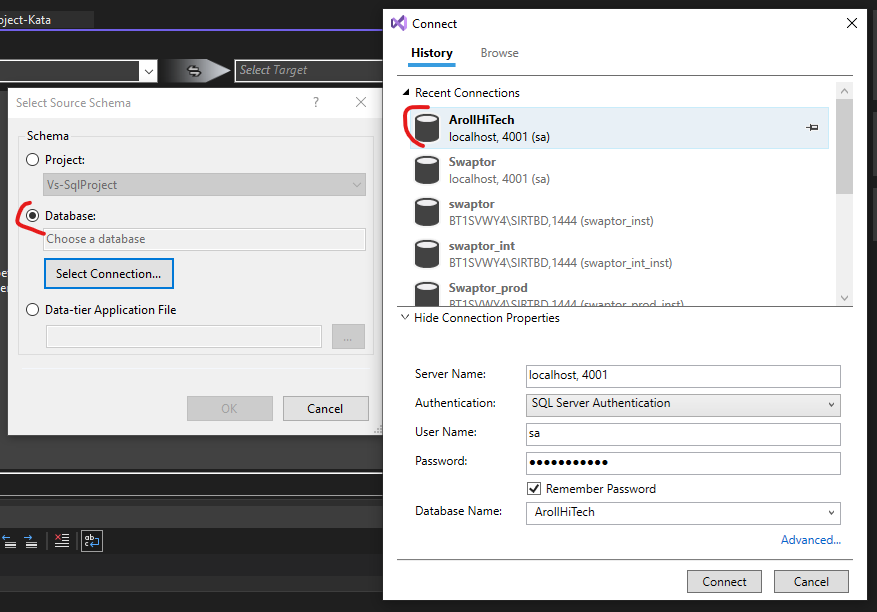 oject-Kata
Select Target
Select Source Schema
?
Schema
Project:
Vs-SqlProject
Database:
Choose a database
Select Connection...
Data-tier Application File
...
OK
Cancel
Connect
History
Browse
Recent Connections
ArollHiTech
localhost, 4001 (sa)
Swaptor
localhost, 4001 (sa)
swaptor
BT1SVWY4\SIRTBD,1444 (swaptor_inst)
swaptor_int
BT1SVWY4\SIRTBD,1444 (swaptor_int_inst)
Swaptor_prod
BT1SVWY4\SIRTBD,1444 (swaptor_prod_inst)
Hide Connection Properties
Server Name:
localhost, 4001
Authentication:
SQL Server Authentication
User Name:
sa
Password:
●●●●●●●●●●●
Remember Password
Database Name:
ArollHiTech
Advanced...
Connect
Cancel